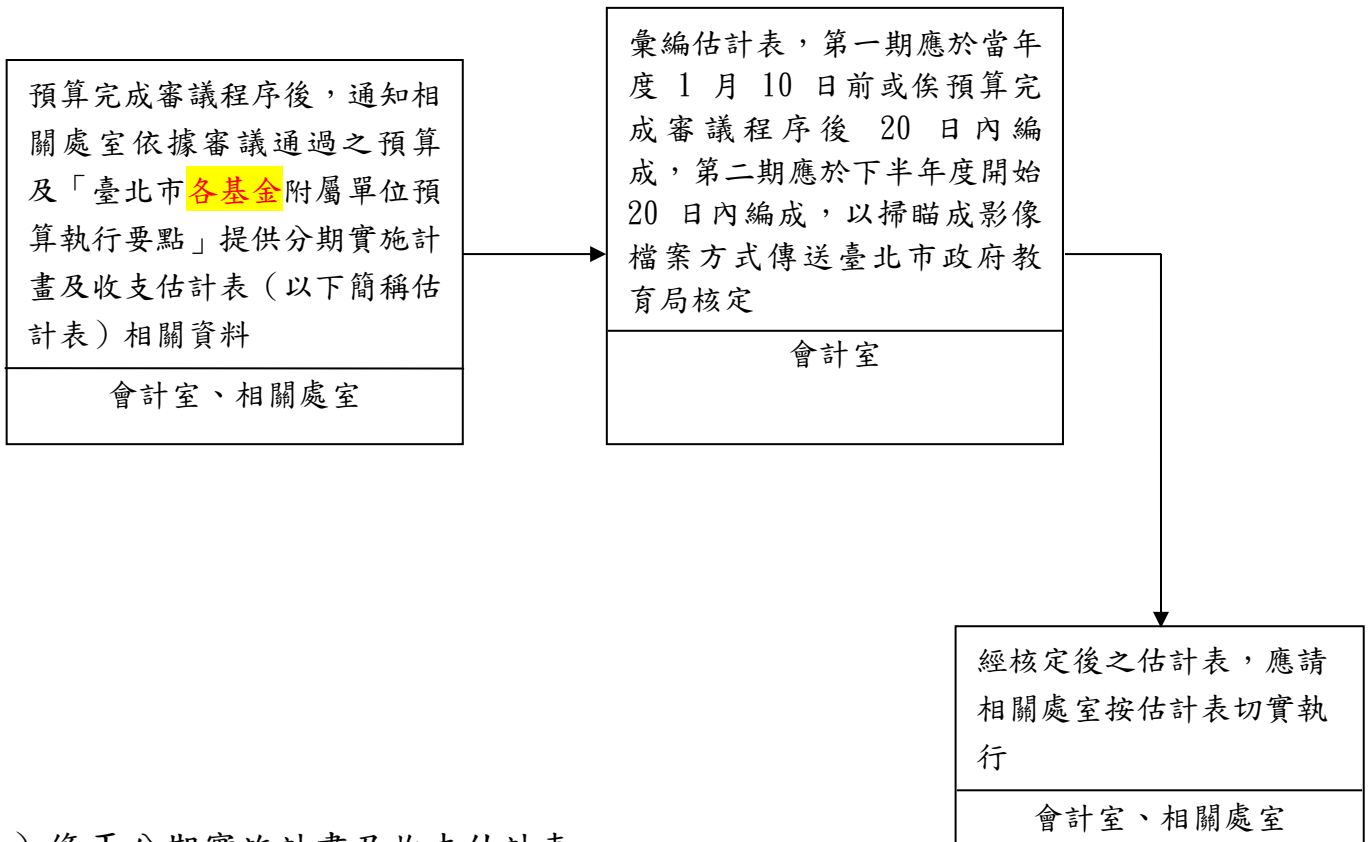 預算完成審議程序後，通知相
關處室依據審議通過之預算
及「臺北市各基金附屬單位預
算執行要點」提供分期實施計
畫及收支估計表（以下簡稱估
計表）相關資料
會計室、相關處室
彙編估計表，第一期應於當年
度 1 月 10 日前或俟預算完
成審議程序後 20 日內編
成，第二期應於下半年度開始
20 日內編成，以掃瞄成影像
檔案方式傳送臺北市政府教
育局核定
會計室
經核定後之估計表，應請
相關處室按估計表切實執
行
會計室、相關處室
）修正分期實施計畫及收支估計表